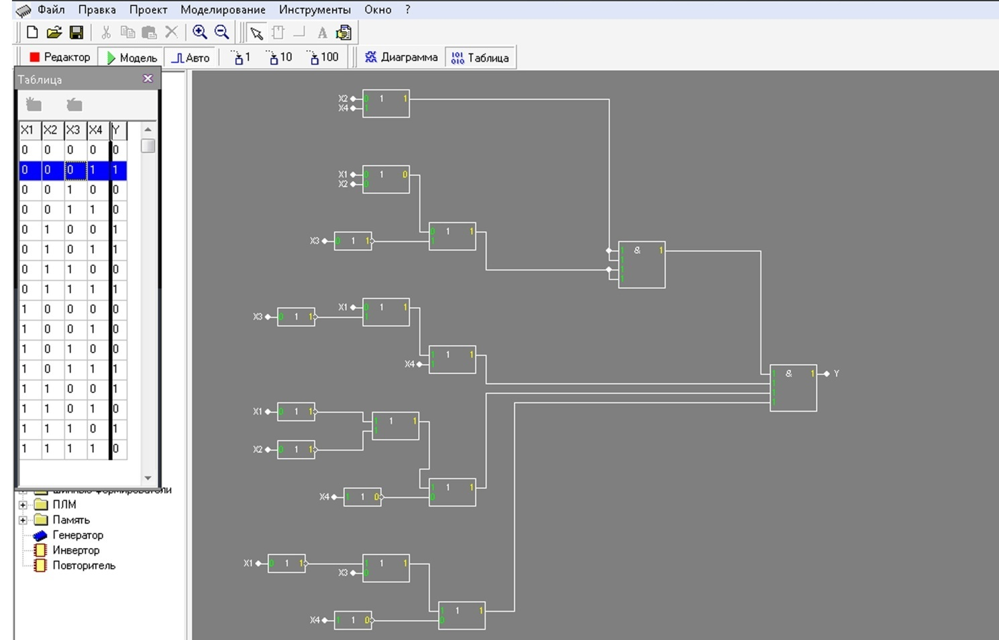 Файл Правка Проект Моделирование Инструменты Окно ?
A
Редактор Модель Авто 1 10 100 Диаграмма 101 010 Таблица
Таблица
X1 X2 X3 X4 Y
0 0 0 0 0
0 0 0 1 1
0 0 1 0 0
0 0 1 1 0
0 1 0 0 1
0 1 0 1 1
0 1 1 0 0
0 1 1 1 1
1 0 0 0 0
1 0 0 1 0
1 0 1 0 0
1 0 1 1 1
1 1 0 0 1
1 1 0 1 0
1 1 1 0 1
1 1 1 1 0
ПЛМ
Память
Генератор
Инвертор
Повторитель
X2 0 1 1
X4 1
X1 0 1 0
X2 0
0 1 1
X3 0 1 1 1
1 & 1
1
1
1
X1 0 1 1
X3 0 1 1 1
1 1 1
X4 1
1 & 1 Y
1
1
1
X1 0 1 1
1 1 1
1
X2 0 1 1
1 1 1
X4 1 1 0 0
X1 0 1 1 1 1 1
X3 0
1 1 1
X4 1 1 0 0